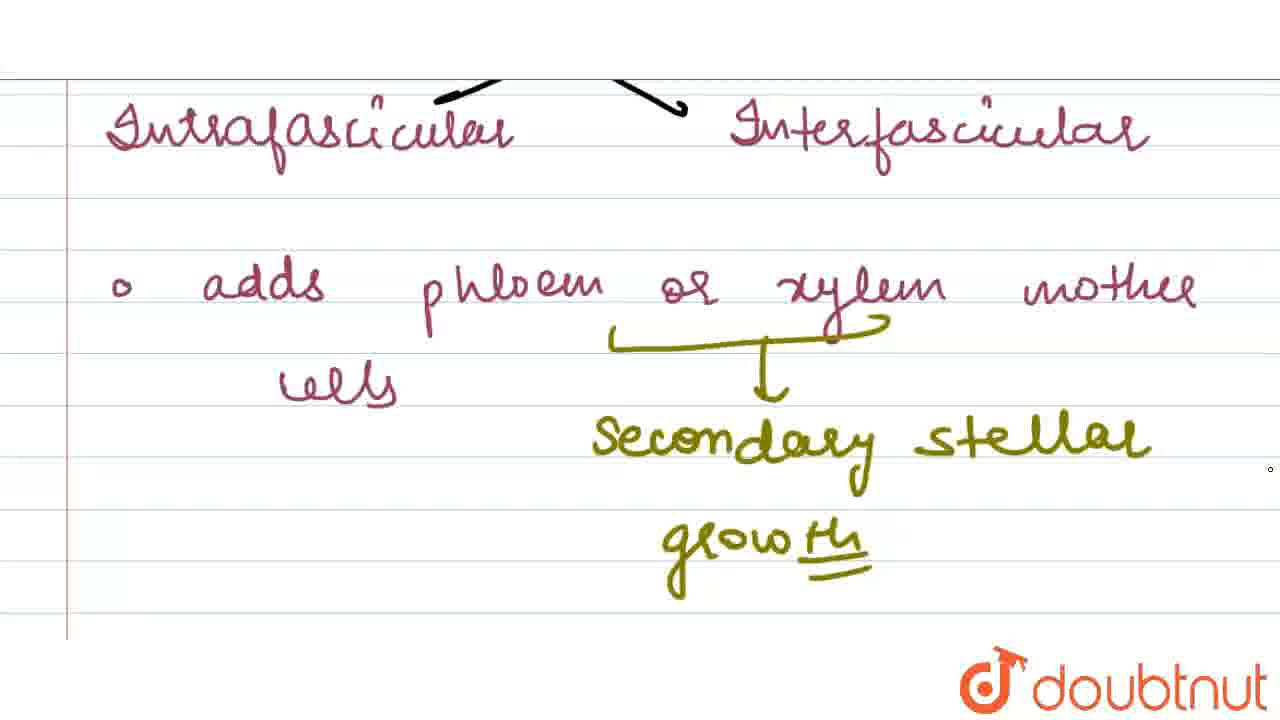 Intrafascicular Interfascicular
adds phloem or xylem mother
cells
Secondary stellar
growth
doubtnut